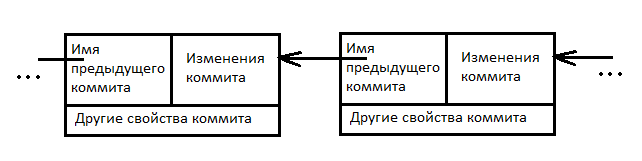 ...
Имя
предыдущего
коммита
Изменения
коммита
Другие свойства коммита
Имя
предыдущего
коммита
Изменения
коммита
Другие свойства коммита
...